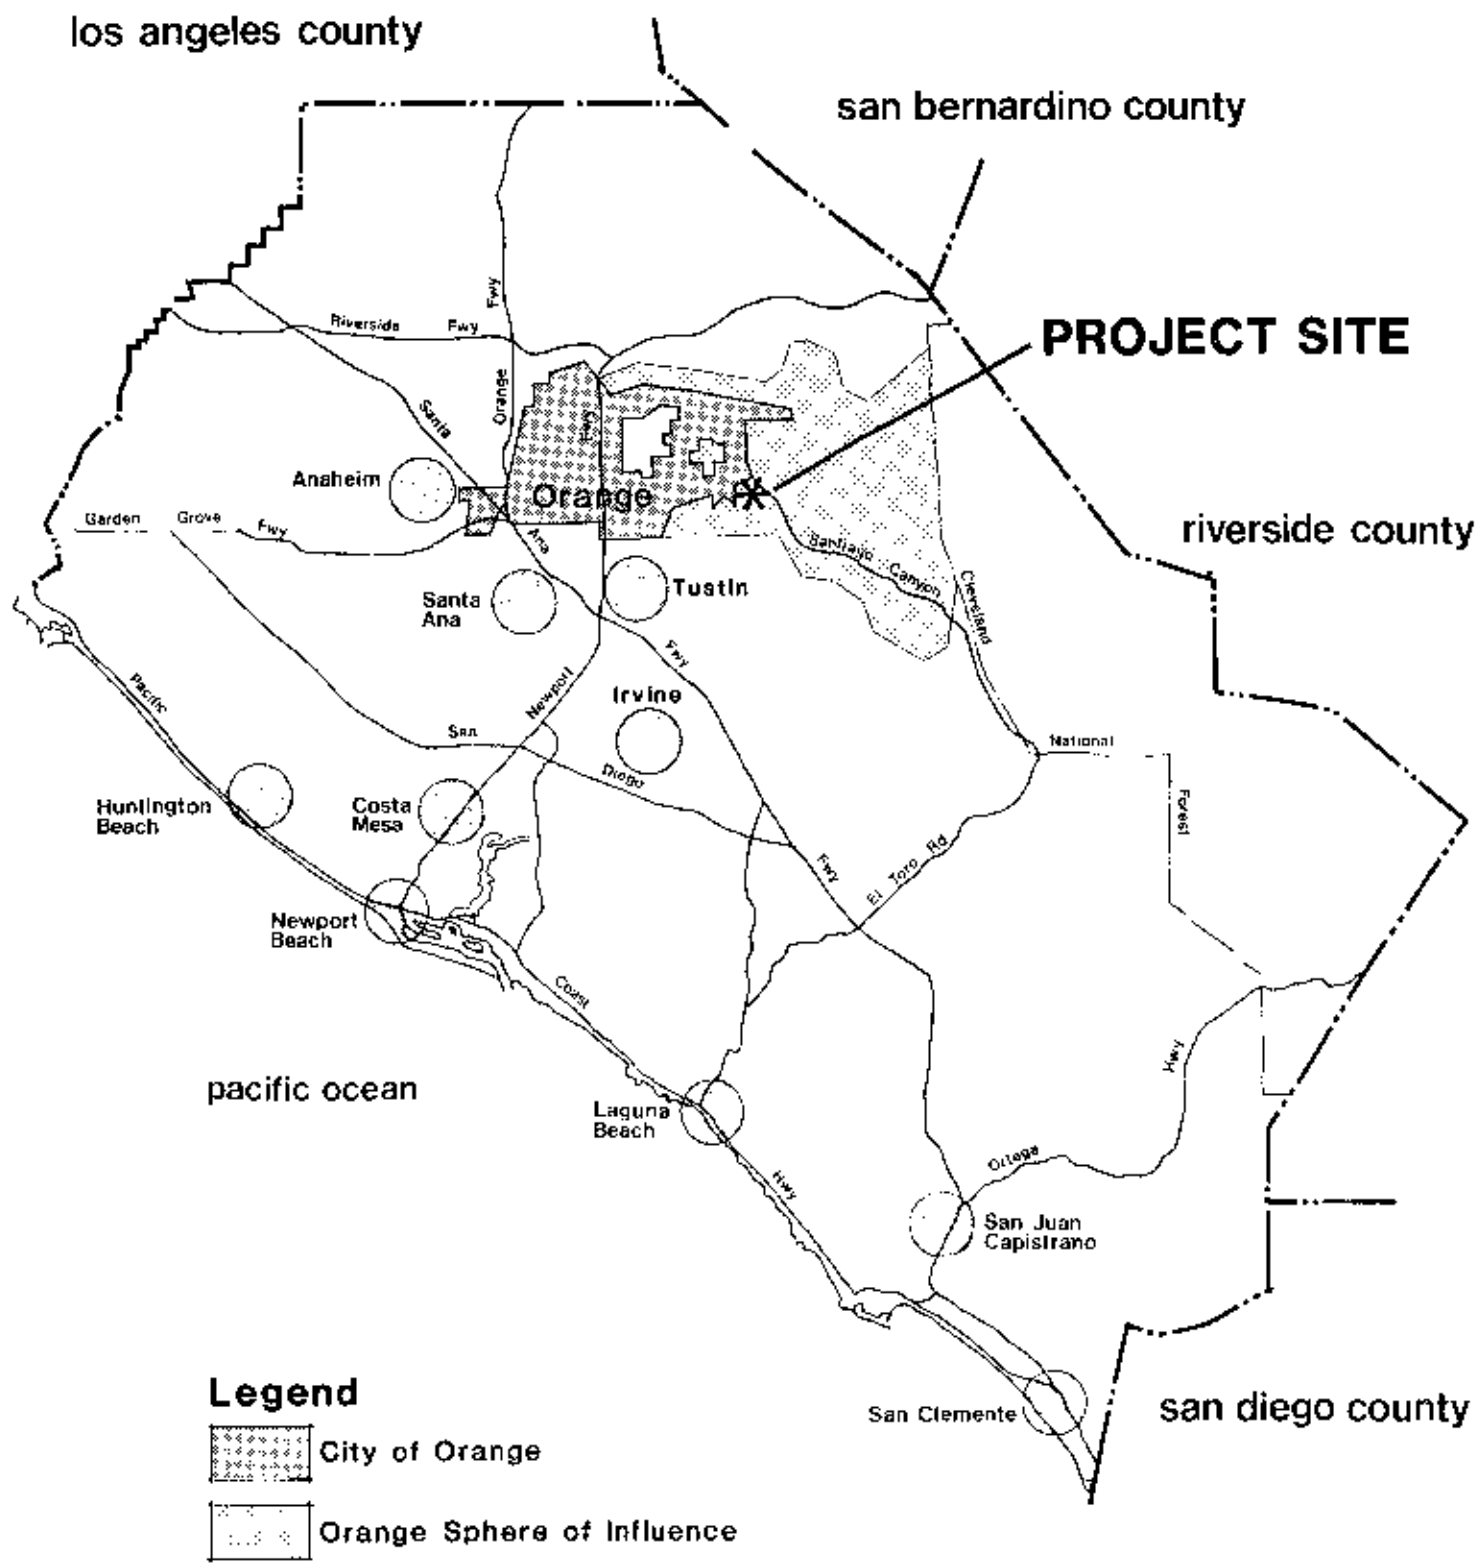 los angeles county
san bernardino county
Fwy
Riverside
Fwy
PROJECT SITE
Orange
Santa
Fwy
Anaheim
Orange
Garden
Grove
Fwy
Ana
riverside county
Santiago
Canyon
Cleveland
Santa
Ana
Tustin
Fwy
Pacific
Newport
Irvine
San
Diego
National
Forest
Huntington
Beach
Costa
Mesa
Fwy
El Toro Rd
Newport
Beach
Coast
Hwy
pacific ocean
Laguna
Beach
Ortega
Hwy
San Juan
Capistrano
Legend
San Clemente
san diego county
City of Orange
Orange Sphere of Influence